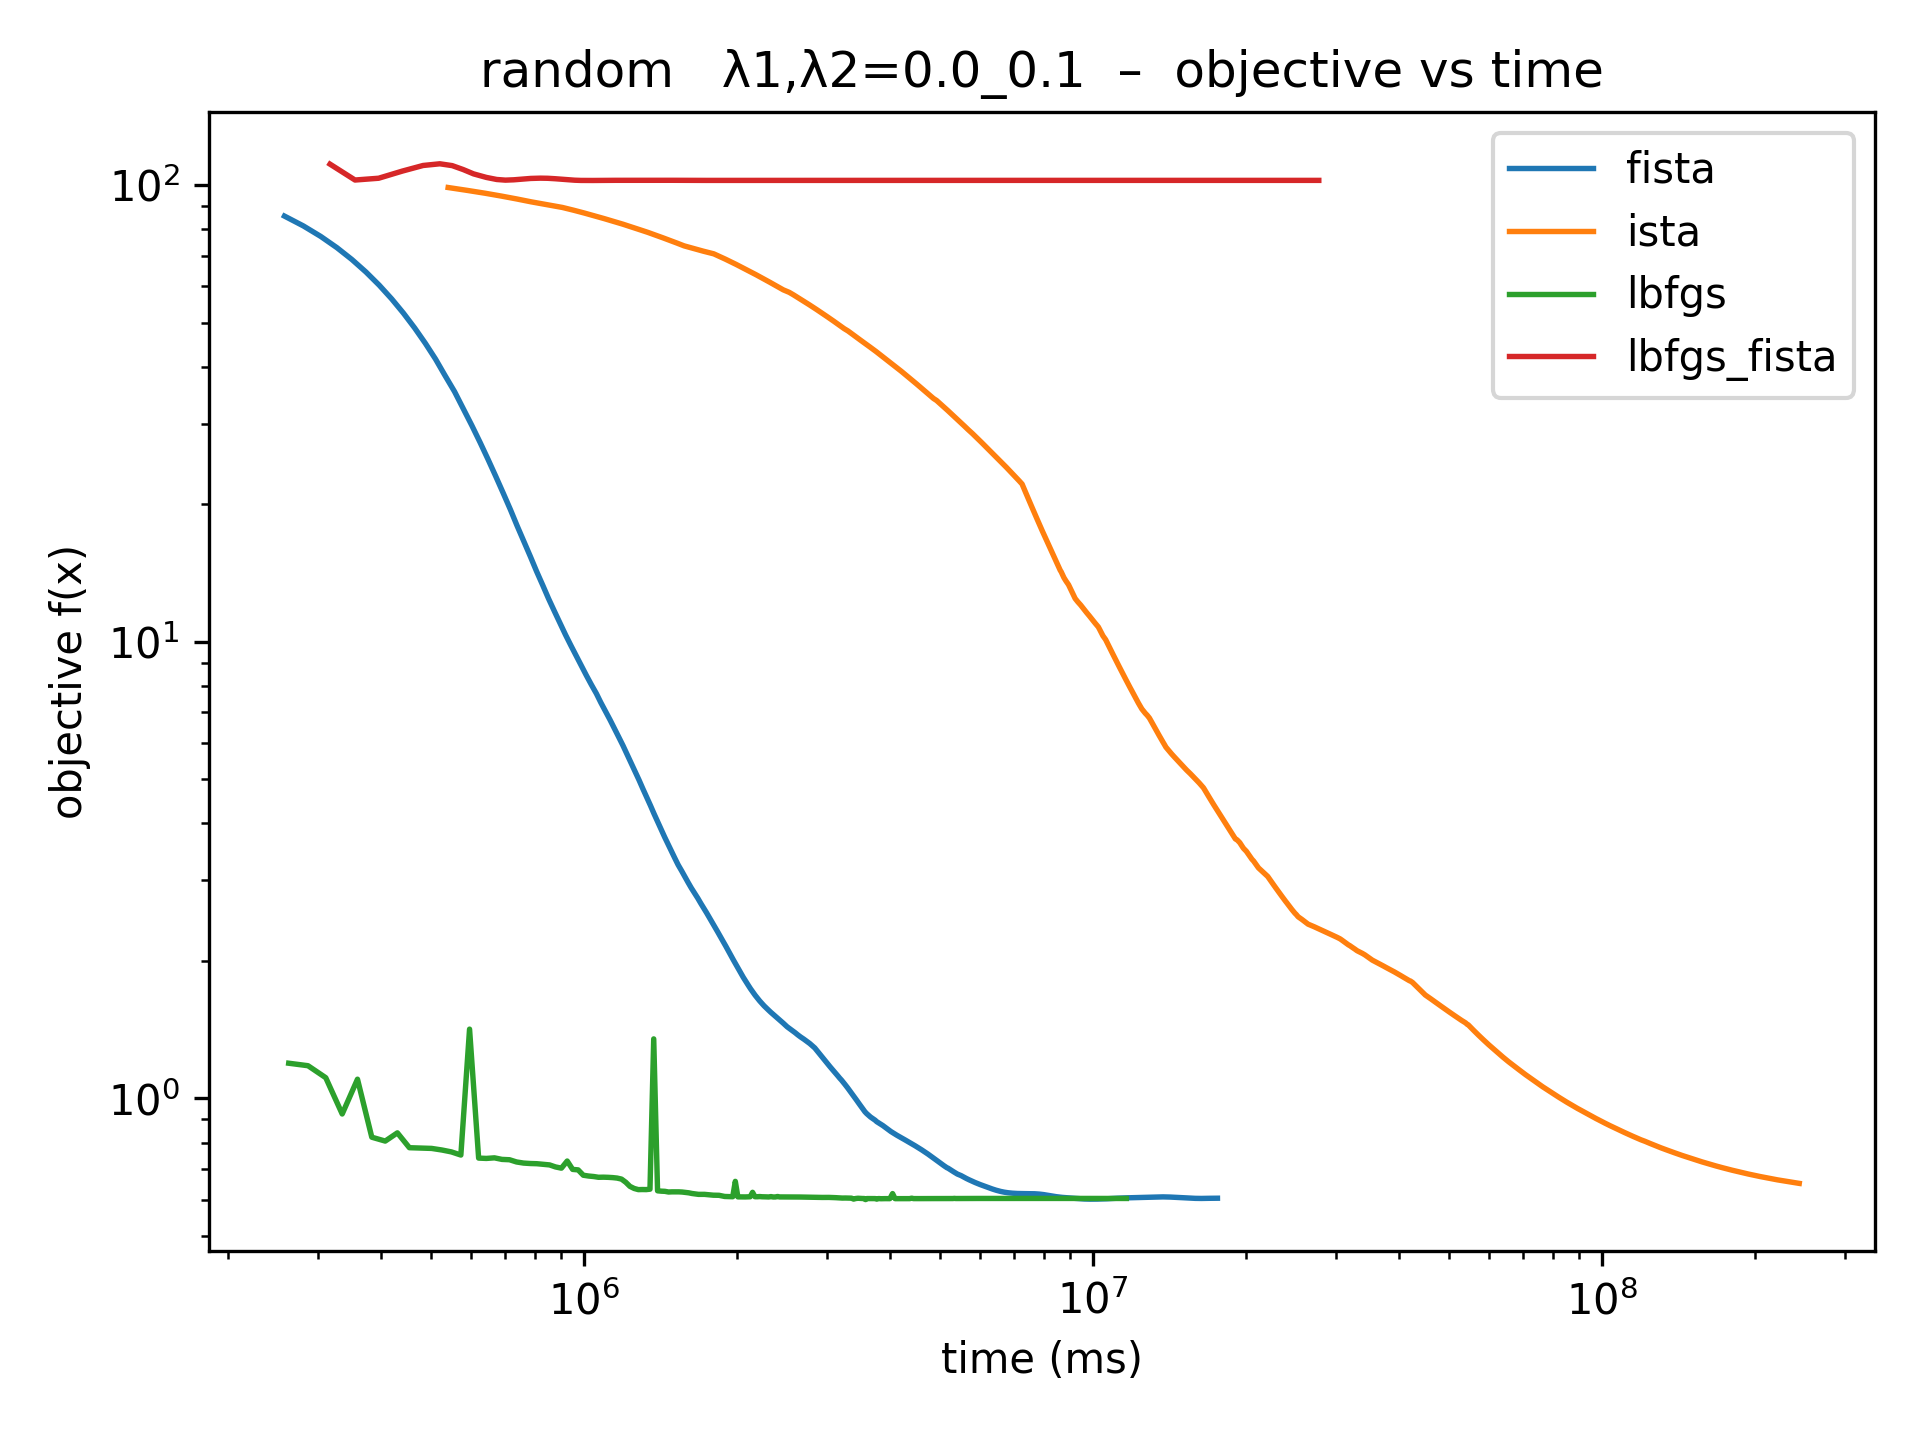 random   λ1,λ2=0.0_0.1  –  objective vs time
fista
ista
lbfgs
lbfgs_fista
objective f(x)
10²
10¹
10⁰
10⁶ 10⁷ 10⁸
time (ms)